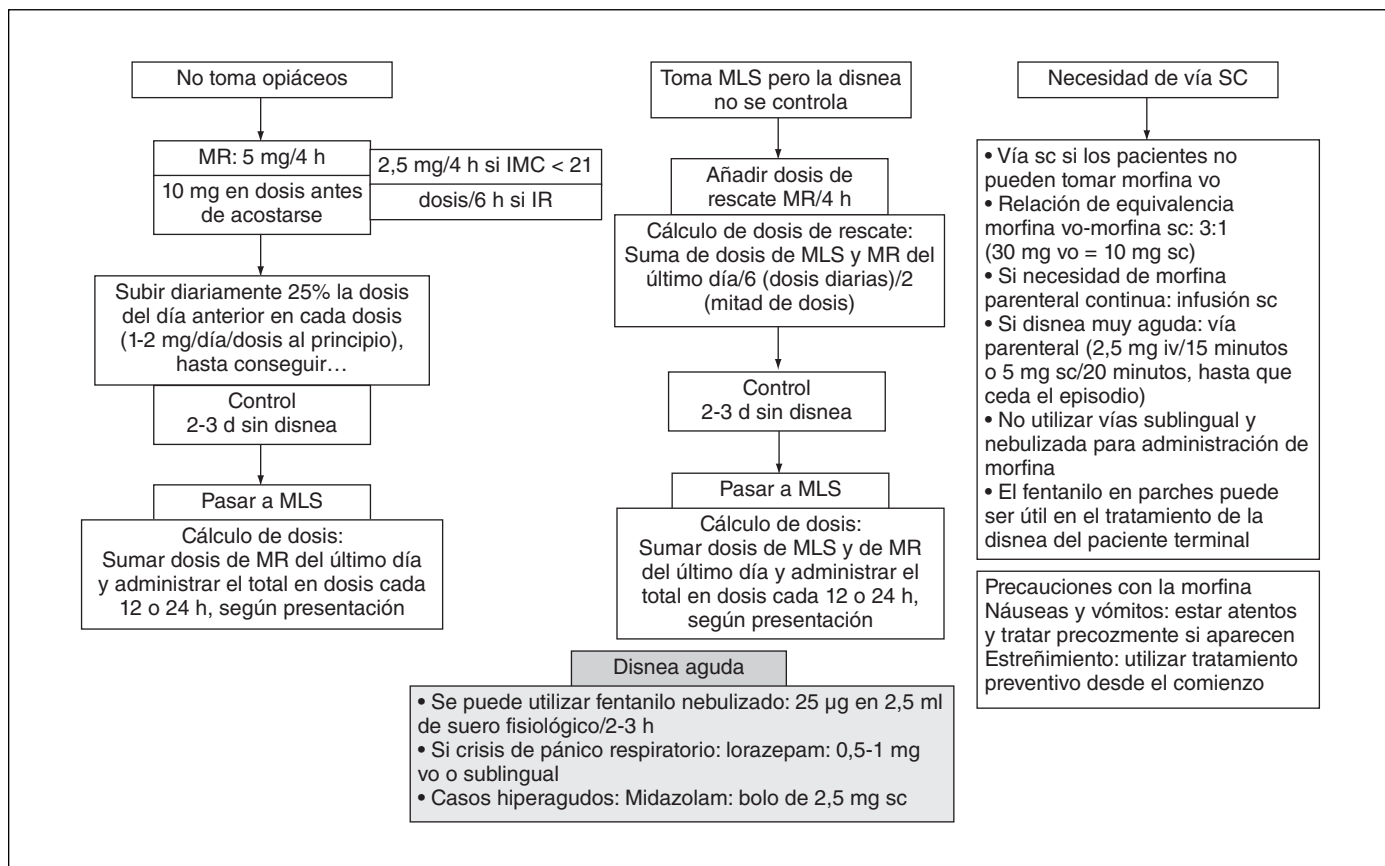 No toma opiáceos
MR: 5 mg/4 h
10 mg en dosis antes
de acostarse
2,5 mg/4 h si IMC < 21
dosis/6 h si IR
Subir diariamente 25% la dosis
del día anterior en cada dosis
(1-2 mg/día/dosis al principio),
hasta conseguir…
Control
2-3 d sin disnea
Pasar a MLS
Cálculo de dosis:
Sumar dosis de MR del último día
y administrar el total en dosis cada
12 o 24 h, según presentación
Toma MLS pero la disnea
no se controla
Añadir dosis de
rescate MR/4 h
Cálculo de dosis de rescate:
Suma de dosis de MLS y MR del
último día/6 (dosis diarias)/2
(mitad de dosis)
Control
2-3 d sin disnea
Pasar a MLS
Cálculo de dosis:
Sumar dosis de MLS y de MR
del último día y administrar el
total en dosis cada 12 o 24 h,
según presentación
Necesidad de vía SC
• Vía sc si los pacientes no
pueden tomar morfina vo
• Relación de equivalencia
morfina vo-morfina sc: 3:1
(30 mg vo = 10 mg sc)
• Si necesidad de morfina
parenteral continua: infusión sc
• Si disnea muy aguda: vía
parenteral (2,5 mg iv/15 minutos
o 5 mg sc/20 minutos, hasta que
ceda el episodio)
• No utilizar vías sublingual y
nebulizada para administración de
morfina
• El fentanilo en parches puede
ser útil en el tratamiento de la
disnea del paciente terminal
Precauciones con la morfina
Náuseas y vómitos: estar atentos
y tratar precozmente si aparecen
Estreñimiento: utilizar tratamiento
preventivo desde el comienzo
Disnea aguda
• Se puede utilizar fentanilo nebulizado: 25 µg en 2,5 ml
de suero fisiológico/2-3 h
• Si crisis de pánico respiratorio: lorazepam: 0,5-1 mg
vo o sublingual
• Casos hiperagudos: Midazolam: bolo de 2,5 mg sc